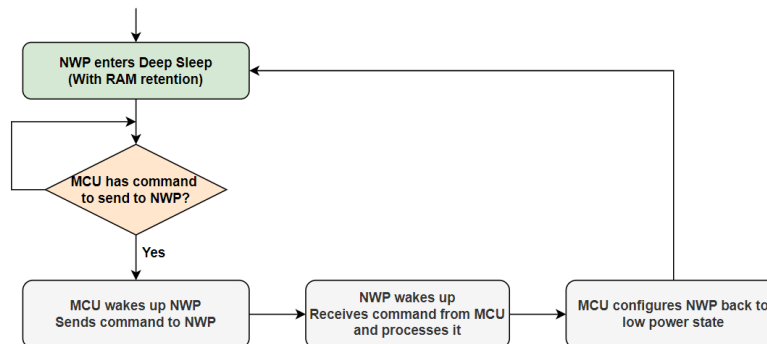 NWP enters Deep Sleep
(With RAM retention)
MCU has command
to send to NWP?
Yes
MCU wakes up NWP
Sends command to NWP
NWP wakes up
Receives command from MCU
and processes it
MCU configures NWP back to
low power state